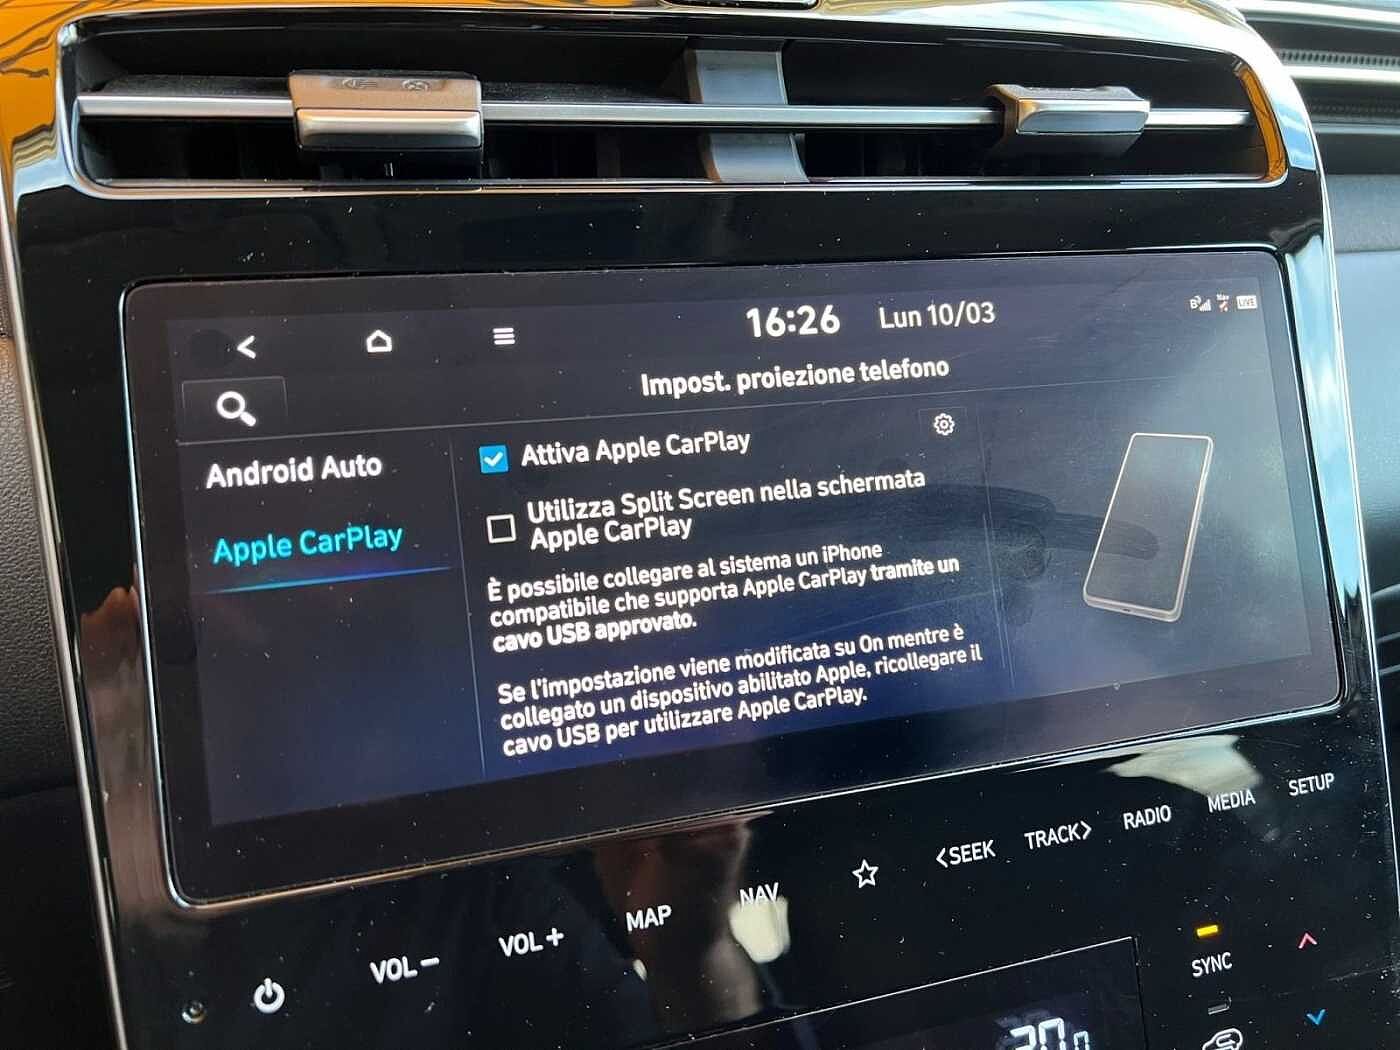 16:26 Lun 10/03
LIVE
Impost. proiezione telefono
Android Auto
Apple CarPlay
Attiva Apple CarPlay
Utilizza Split Screen nella schermata
Apple CarPlay
È possibile collegare al sistema un iPhone
compatibile che supporta Apple CarPlay tramite un
cavo USB approvato.
Se l'impostazione viene modificata su On mentre è
collegato un dispositivo abilitato Apple, ricollegare il
cavo USB per utilizzare Apple CarPlay.
VOL−
VOL+
MAP
NAV
<SEEK
TRACK>
RADIO
MEDIA
SETUP
SYNC